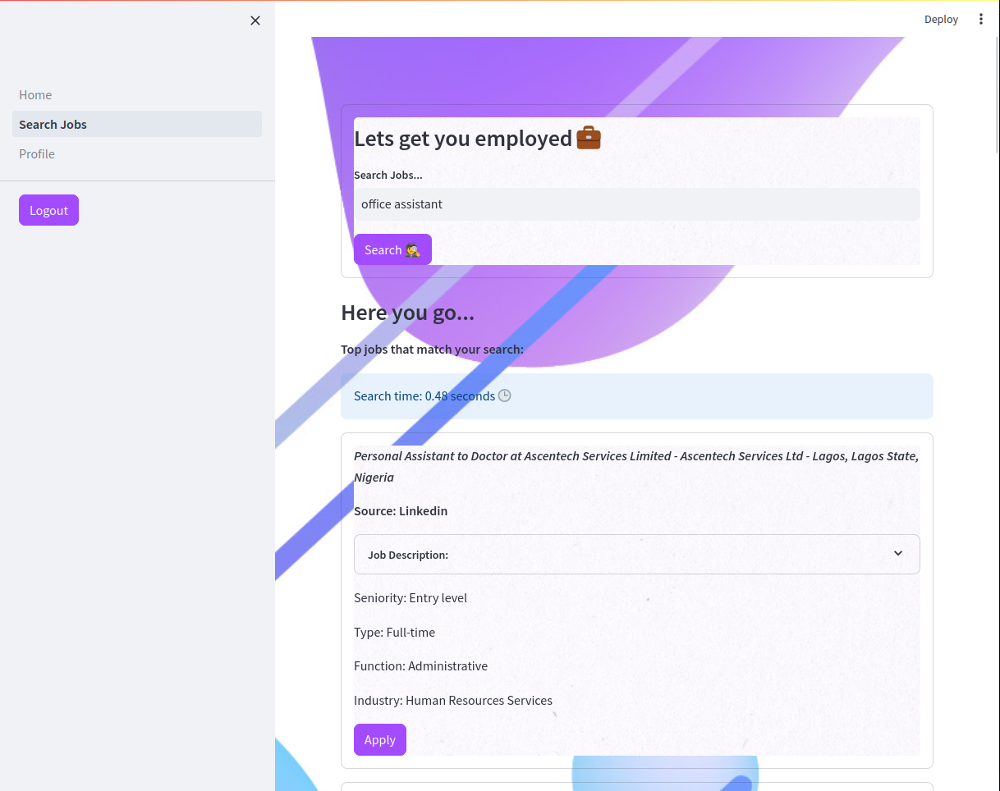 Deploy
Home
Search Jobs
Profile
Logout
Lets get you employed
Search Jobs...
office assistant
Search
Here you go...
Top jobs that match your search:
Search time: 0.48 seconds
Personal Assistant to Doctor at Ascentech Services Limited - Ascentech Services Ltd - Lagos, Lagos State,
Nigeria
Source: Linkedin
Job Description:
Seniority: Entry level
Type: Full-time
Function: Administrative
Industry: Human Resources Services
Apply